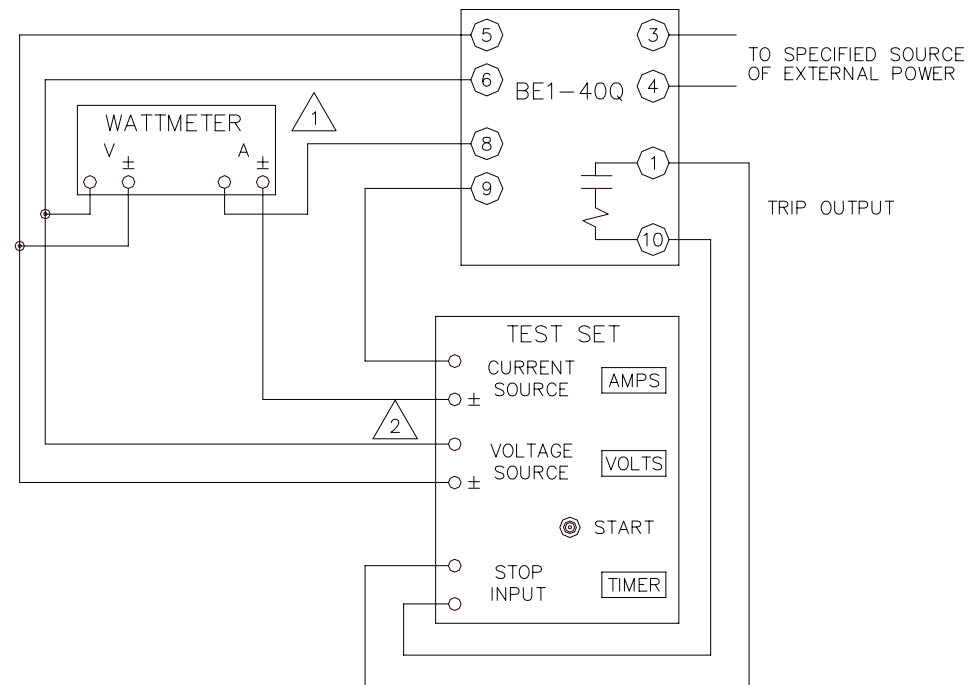 5
3
TO SPECIFIED SOURCE
OF EXTERNAL POWER
6
BE1-40Q
4
WATTMETER
V ±
A ±
1
8
9
1
TRIP OUTPUT
10
TEST SET
CURRENT
SOURCE
AMPS
±
2
VOLTAGE
SOURCE
VOLTS
±
START
STOP
INPUT
TIMER